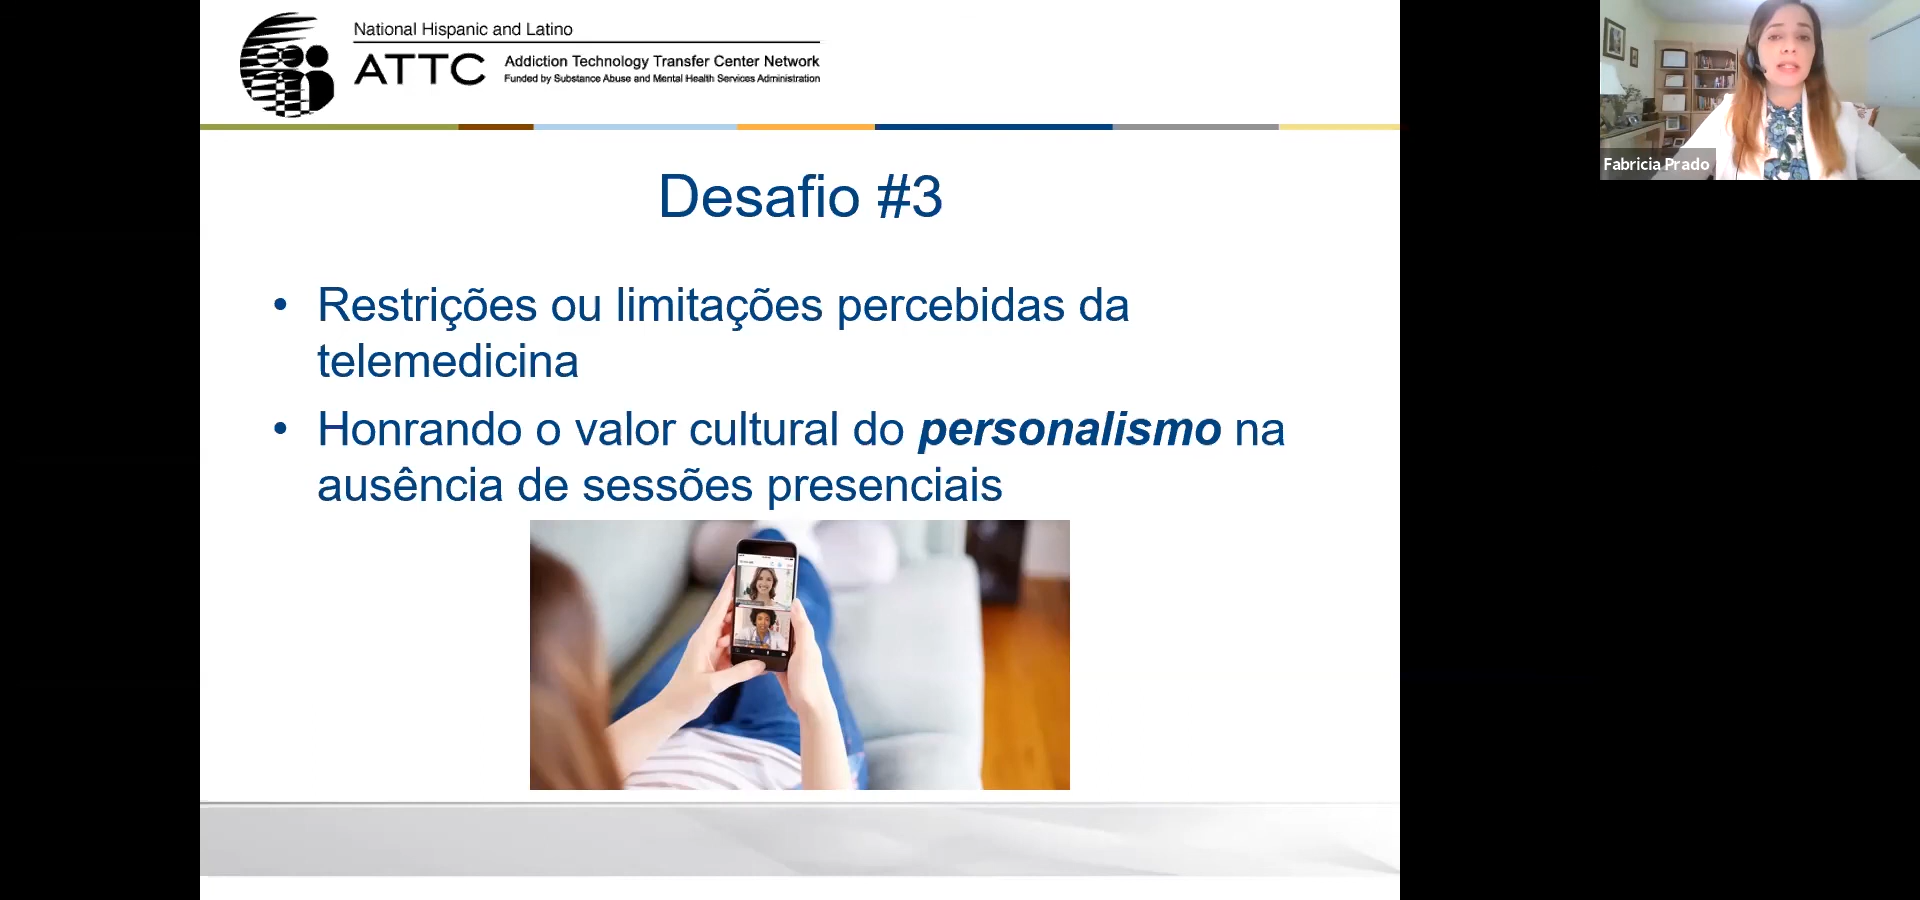 National Hispanic and Latino
ATTC
Addiction Technology Transfer Center Network
Funded by Substance Abuse and Mental Health Services Administration
Fabricia Prado
Desafio #3
• Restrições ou limitações percebidas da
telemedicina
• Honrando o valor cultural do personalismo na
ausência de sessões presenciais